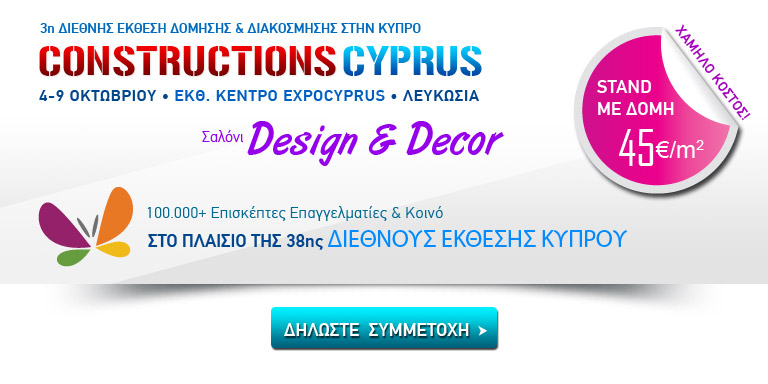 3η ΔΙΕΘΝΗΣ ΕΚΘΕΣΗ ΔΟΜΗΣΗΣ & ΔΙΑΚΟΣΜΗΣΗΣ ΣΤΗΝ ΚΥΠΡΟ
CONSTRUCTIONS CYPRUS
4-9 ΟΚΤΩΒΡΙΟΥ • ΕΚΘ. ΚΕΝΤΡΟ EXPOCYPRUS • ΛΕΥΚΩΣΙΑ
Σαλόνι Design & Decor
ΧΑΜΗΛΟ ΚΟΣΤΟΣ!
STAND
ΜΕ ΔΟΜΗ
45€/m²
100.000+ Επισκέπτες Επαγγελματίες & Κοινό
ΣΤΟ ΠΛΑΙΣΙΟ ΤΗΣ 38ης ΔΙΕΘΝΟΥΣ ΕΚΘΕΣΗΣ ΚΥΠΡΟΥ
ΔΗΛΩΣΤΕ ΣΥΜΜΕΤΟΧΗ